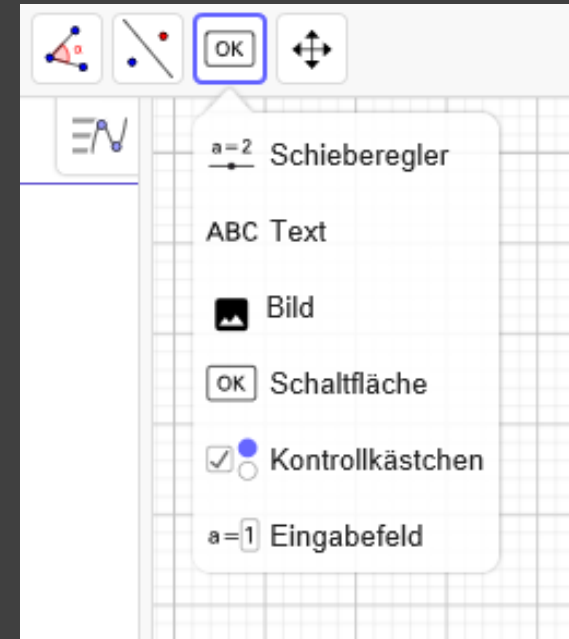 α
OK
a=2 Schieberegler
ABC Text
Bild
OK Schaltfläche
Kontrollkästchen
a=1 Eingabefeld